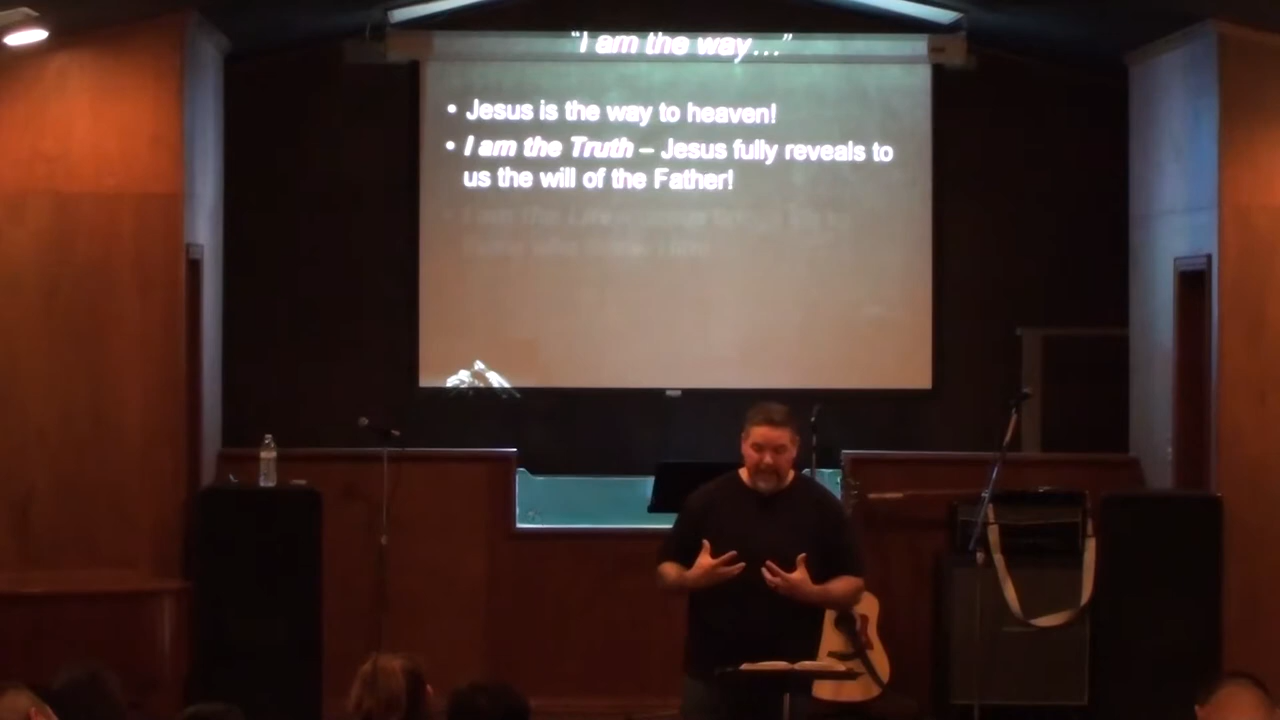 “I am the way…”
• Jesus is the way to heaven!
• I am the Truth – Jesus fully reveals to
us the will of the Father!